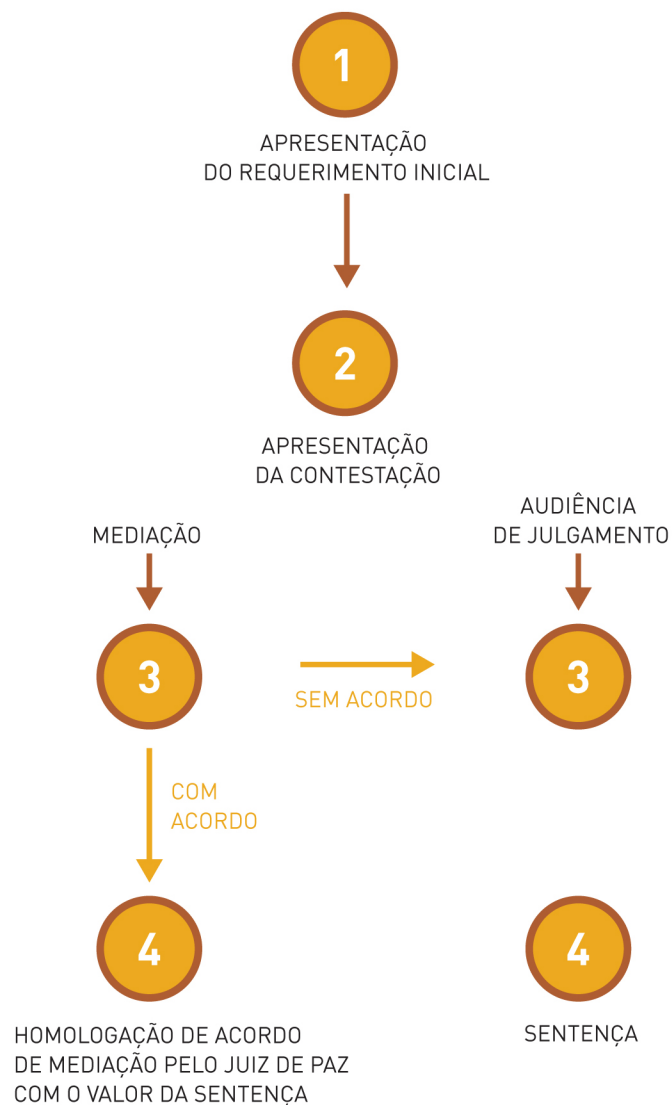 1
APRESENTAÇÃO
DO REQUERIMENTO INICIAL
2
APRESENTAÇÃO
DA CONTESTAÇÃO
MEDIAÇÃO
AUDIÊNCIA
DE JULGAMENTO
3
SEM ACORDO
3
COM
ACORDO
4
HOMOLOGAÇÃO DE ACORDO
DE MEDIAÇÃO PELO JUIZ DE PAZ
COM O VALOR DA SENTENÇA
4
SENTENÇA